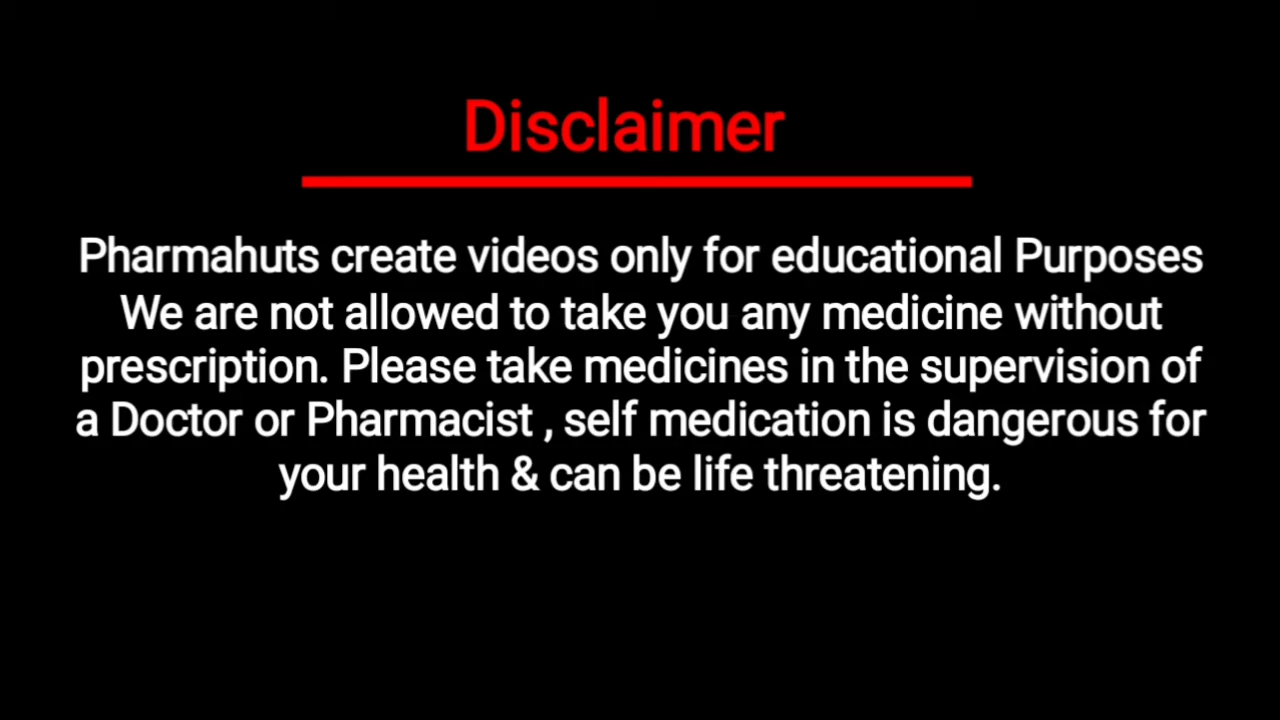 Disclaimer
Pharmahuts create videos only for educational Purposes
We are not allowed to take you any medicine without
prescription. Please take medicines in the supervision of
a Doctor or Pharmacist , self medication is dangerous for
your health & can be life threatening.